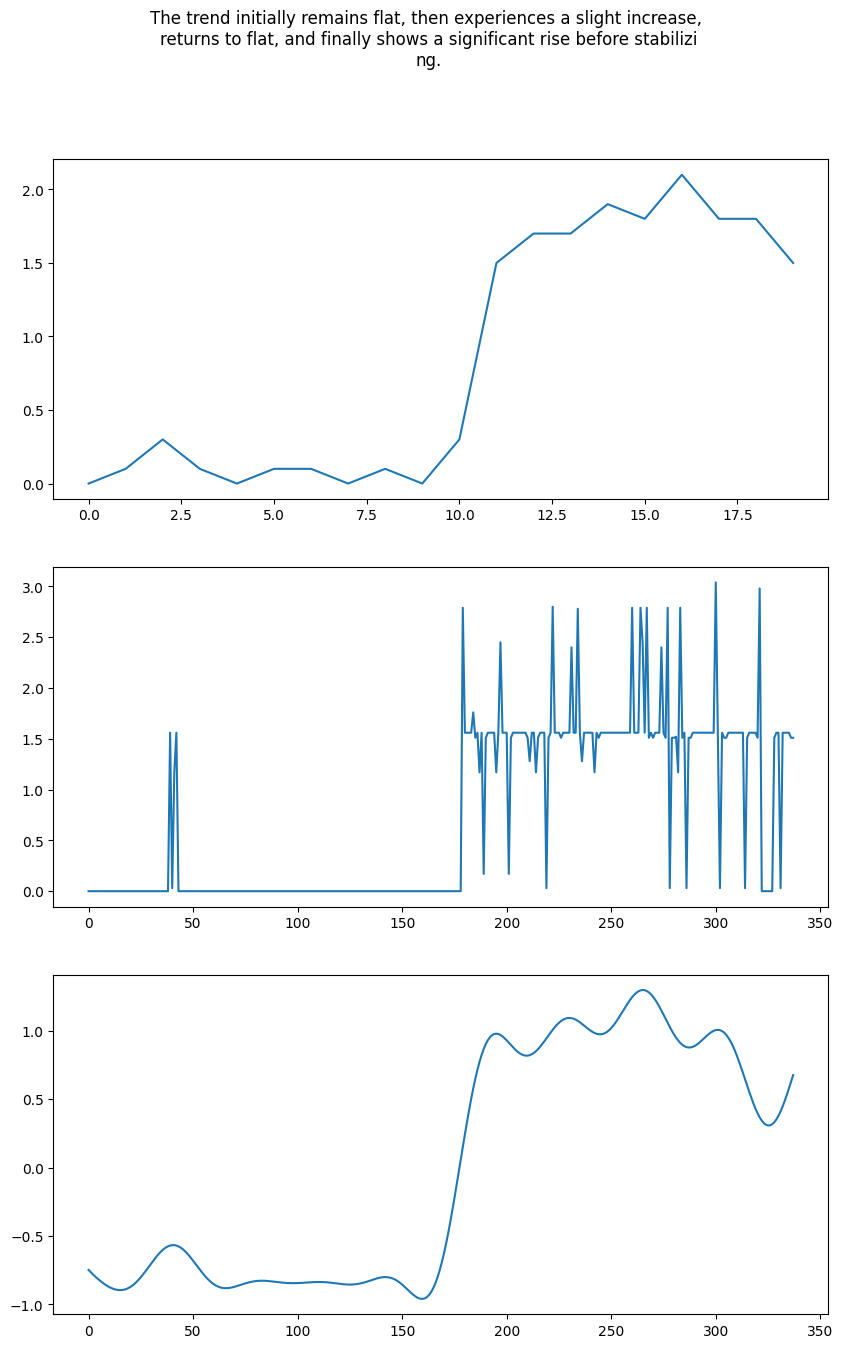 The trend initially remains flat, then experiences a slight increase,
returns to flat, and finally shows a significant rise before stabilizi
ng.
2.0
1.5
1.0
0.5
0.0
0.0 2.5 5.0 7.5 10.0 12.5 15.0 17.5
3.0
2.5
2.0
1.5
1.0
0.5
0.0
0 50 100 150 200 250 300 350
1.0
0.5
0.0
−0.5
−1.0
0 50 100 150 200 250 300 350